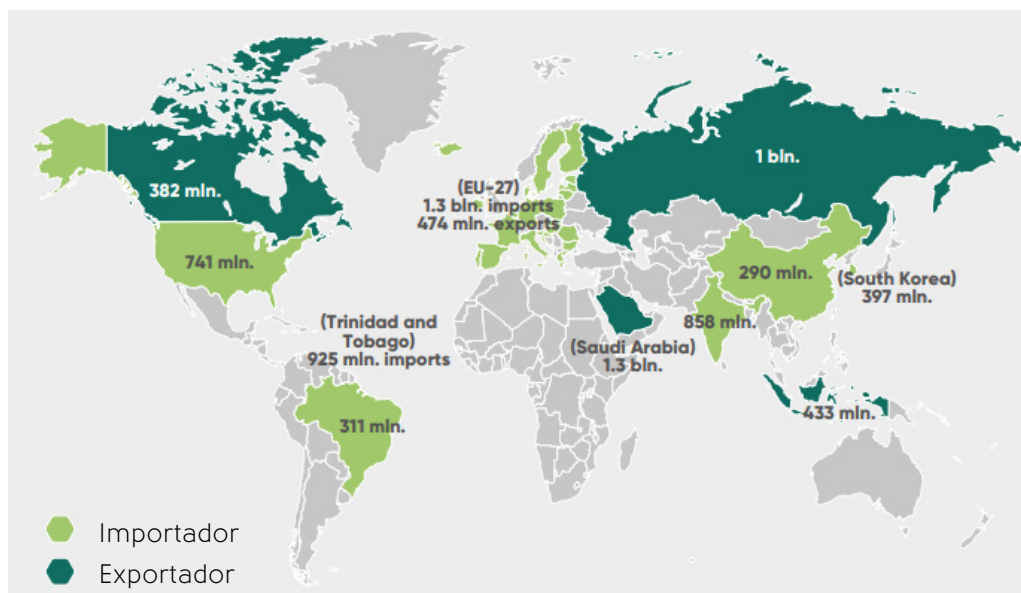 1 bln.
382 mln.
(EU-27)
1.3 bln. imports
474 mln. exports
741 mln.
290 mln.
(South Korea)
397 mln.
(Trinidad and
Tobago)
925 mln. imports
858 mln.
(Saudi Arabia)
1.3 bln.
433 mln.
311 mln.
Importador
Exportador